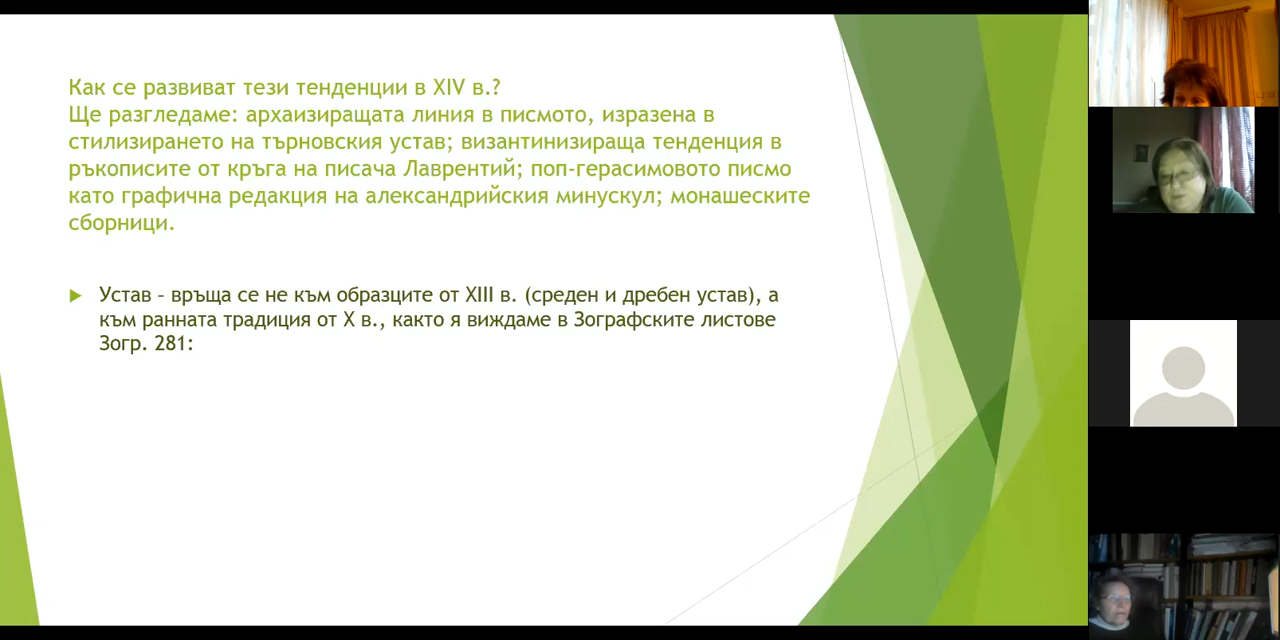 Как се развиват тези тенденции в XIV в.?
Ще разгледаме: архаизиращата линия в писмото, изразена в
стилизирането на търновския устав; византинизираща тенденция в
ръкописите от кръга на писача Лаврентий; поп-герасимовото писмо
като графична редакция на александрийския минускул; монашеските
сборници.
Устав – връща се не към образците от XIII в. (среден и дребен устав), а
към ранната традиция от X в., както я виждаме в Зографските листове
Зогр. 281: